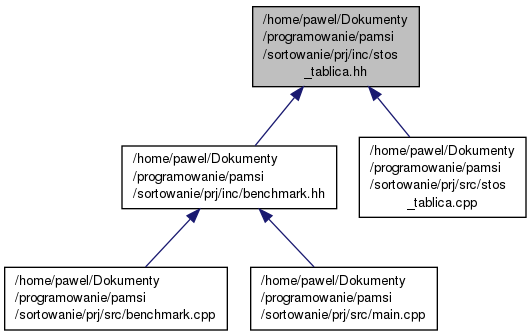 /home/pawel/Dokumenty
/programowanie/pamsi
/sortowanie/prj/inc/stos
_tablica.hh
/home/pawel/Dokumenty
/programowanie/pamsi
/sortowanie/prj/inc/benchmark.hh
/home/pawel/Dokumenty
/programowanie/pamsi
/sortowanie/prj/src/stos
_tablica.cpp
/home/pawel/Dokumenty
/programowanie/pamsi
/sortowanie/prj/src/benchmark.cpp
/home/pawel/Dokumenty
/programowanie/pamsi
/sortowanie/prj/src/main.cpp